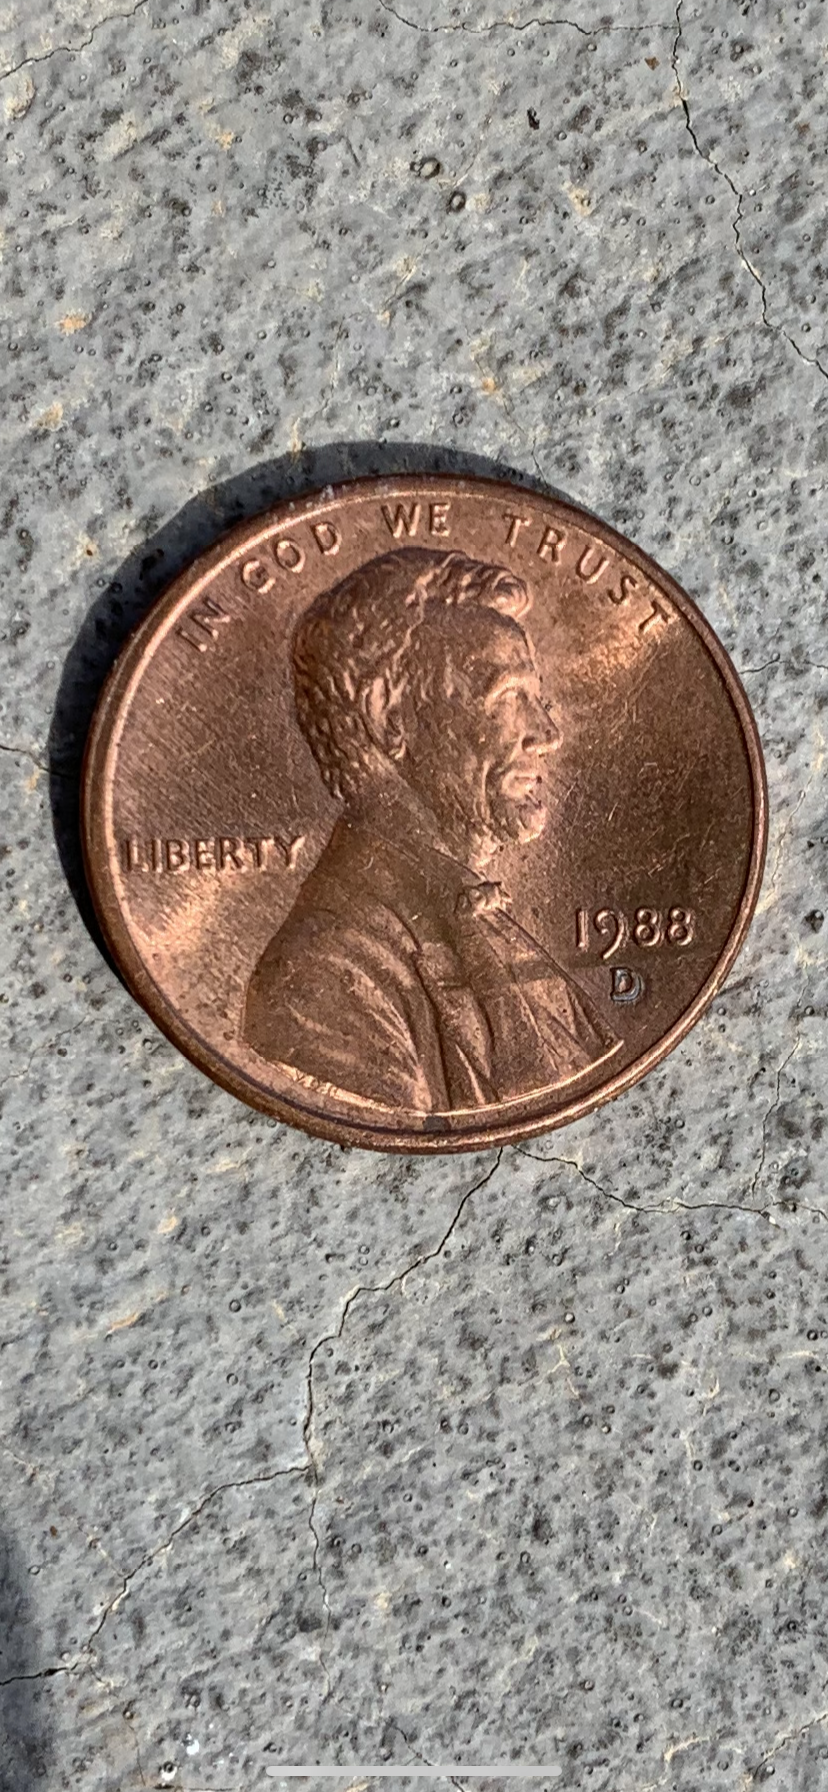 IN GOD WE TRUST
LIBERTY
1988
D